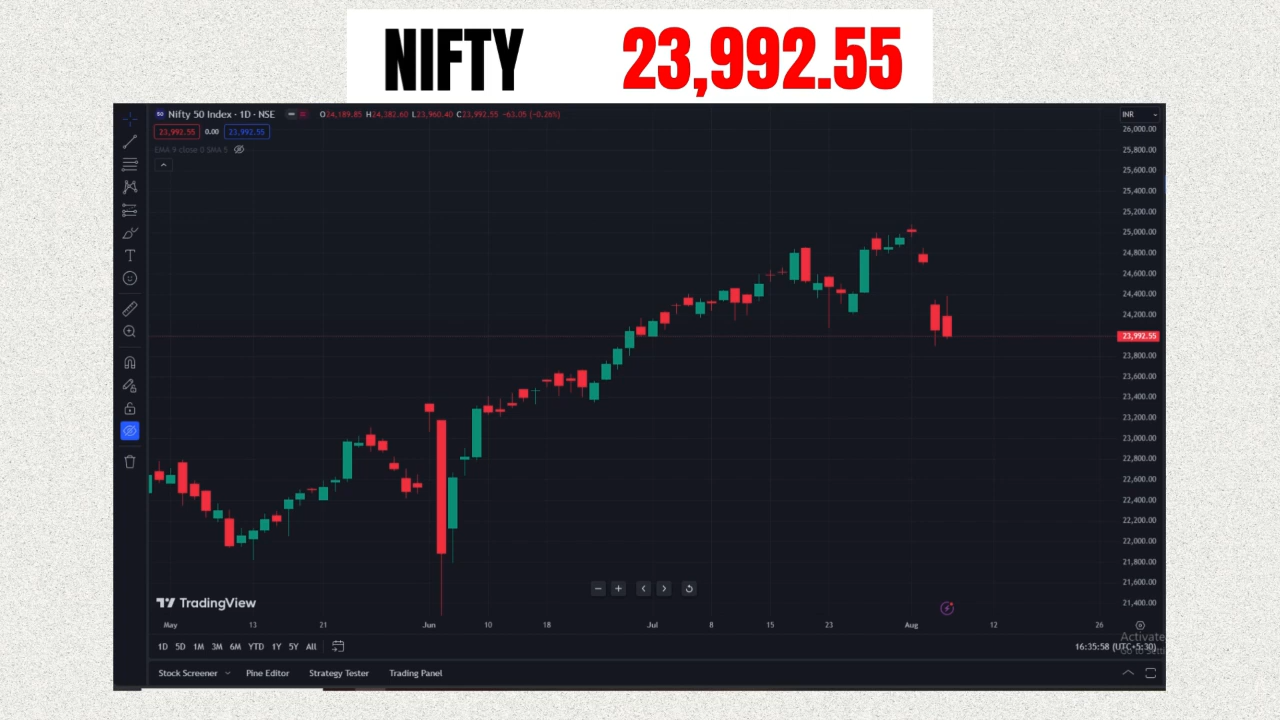 NIFTY 23,992.55
Nifty 50 Index · 1D · NSE O24,189.85 H24,382.60 L23,960.40 C23,992.55 −63.05 (−0.26%) INR
23,992.55 0.00 23,992.55
EMA 9 close 0 SMA 5
26,000.00
25,800.00
25,600.00
25,400.00
25,200.00
25,000.00
24,800.00
24,600.00
24,400.00
24,200.00
23,992.55
23,800.00
23,600.00
23,400.00
23,200.00
23,000.00
22,800.00
22,600.00
22,400.00
22,200.00
22,000.00
21,800.00
21,600.00
21,400.00
TradingView
May 13 21 Jun 10 18 Jul 8 15 23 Aug 12 26
Activate
1D 5D 1M 3M 6M YTD 1Y 5Y All 16:35:58 (UTC+5:30)
Stock Screener Pine Editor Strategy Tester Trading Panel